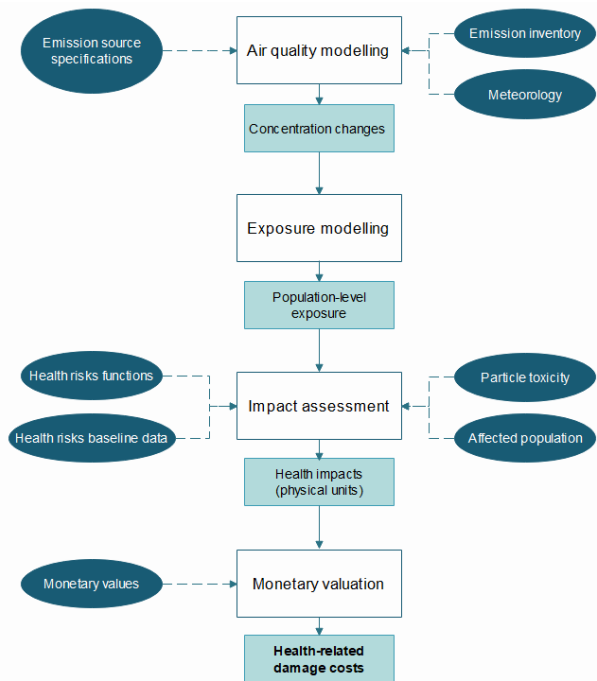 Emission source
specifications
Air quality modelling
Emission inventory
Meteorology
Concentration changes
Exposure modelling
Population-level
exposure
Health risks functions
Health risks baseline data
Impact assessment
Particle toxicity
Affected population
Health impacts
(physical units)
Monetary values
Monetary valuation
Health-related
damage costs